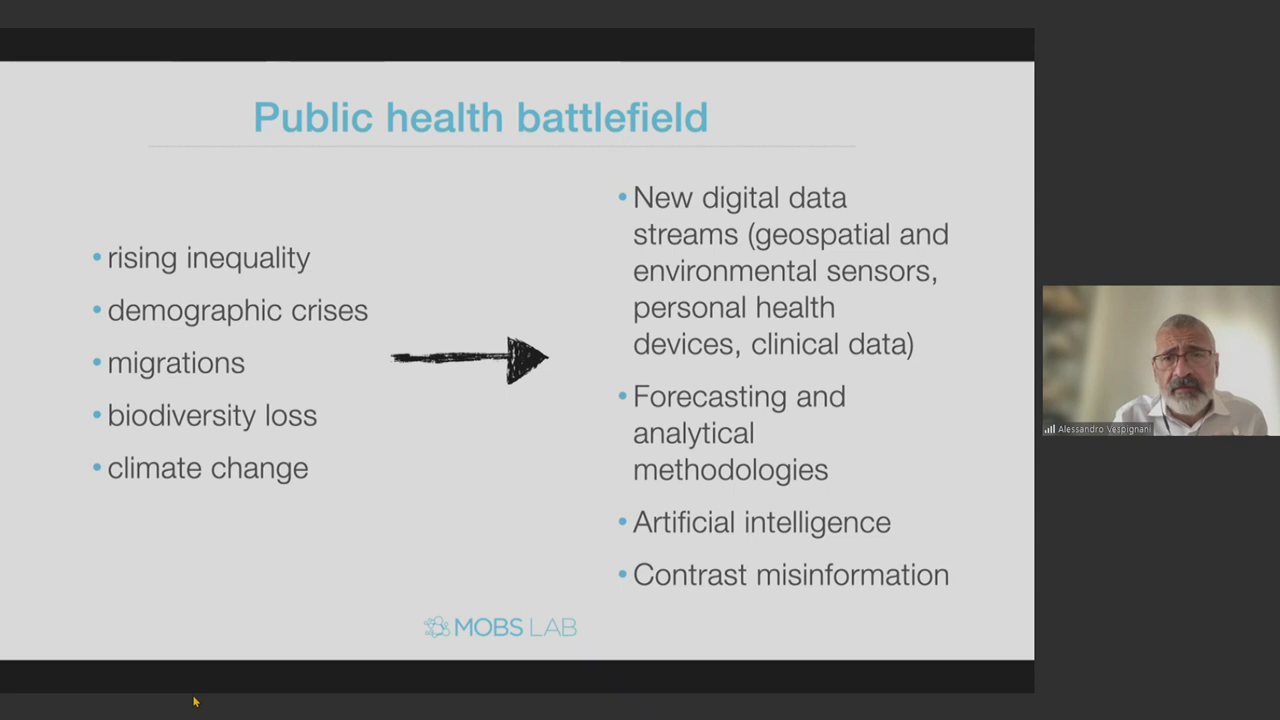 Public health battlefield
• rising inequality
• demographic crises
• migrations
• biodiversity loss
• climate change
• New digital data
streams (geospatial and
environmental sensors,
personal health
devices, clinical data)
• Forecasting and
analytical
methodologies
• Artificial intelligence
• Contrast misinformation
MOBS LAB
Alessandro Vespignani